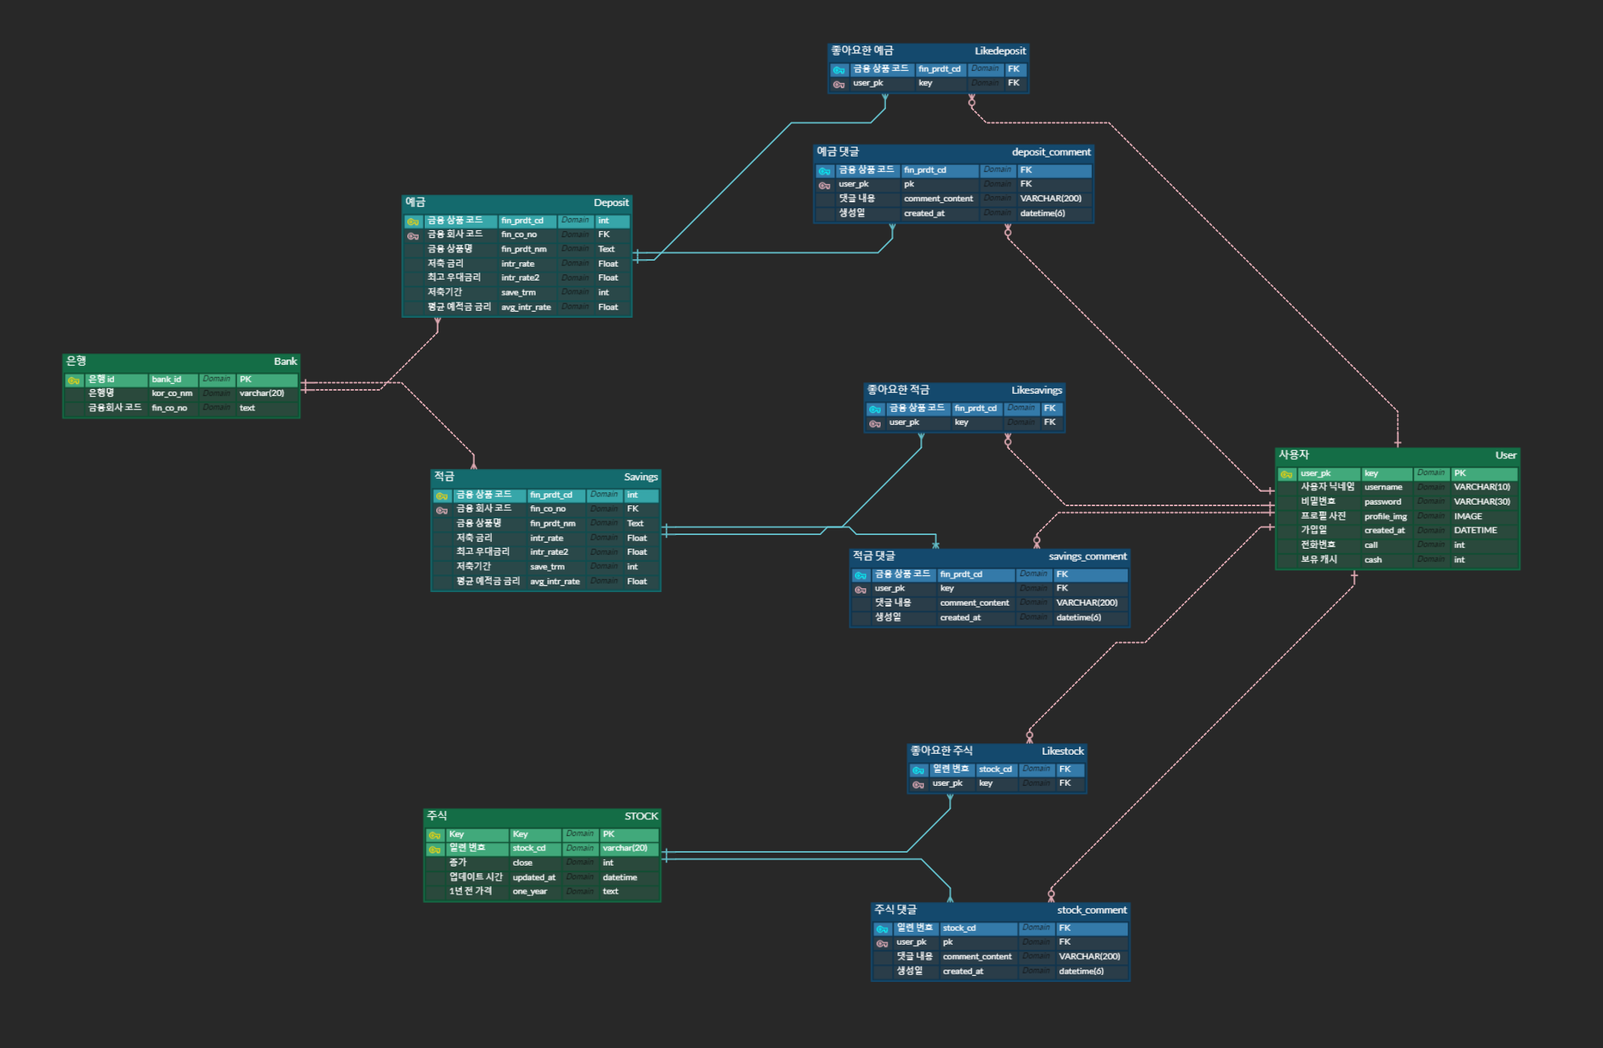 좋아요한 예금 Likedeposit
금융 상품 코드 fin_prdt_cd Domain FK
user_pk key Domain FK
예금 댓글 deposit_comment
금융 상품 코드 fin_prdt_cd Domain FK
user_pk pk Domain FK
댓글 내용 comment_content Domain VARCHAR(200)
생성일 created_at Domain datetime(6)
예금 Deposit
금융 상품 코드 fin_prdt_cd Domain int
금융 회사 코드 fin_co_no Domain FK
금융 상품명 fin_prdt_nm Domain Text
저축 금리 intr_rate Domain Float
최고 우대금리 intr_rate2 Domain Float
저축기간 save_trm Domain int
평균 예적금 금리 avg_intr_rate Domain Float
은행 Bank
은행 id bank_id Domain PK
은행명 kor_co_nm Domain varchar(20)
금융회사 코드 fin_co_no Domain text
좋아요한 적금 Likesavings
금융 상품 코드 fin_prdt_cd Domain FK
user_pk key Domain FK
사용자 User
user_pk key Domain PK
사용자 닉네임 username Domain VARCHAR(10)
비밀번호 password Domain VARCHAR(30)
프로필 사진 profile_img Domain IMAGE
가입일 created_at Domain DATETIME
전화번호 call Domain int
보유 캐시 cash Domain int
적금 Savings
금융 상품 코드 fin_prdt_cd Domain int
금융 회사 코드 fin_co_no Domain FK
금융 상품명 fin_prdt_nm Domain Text
저축 금리 intr_rate Domain Float
최고 우대금리 intr_rate2 Domain Float
저축기간 save_trm Domain int
평균 예적금 금리 avg_intr_rate Domain Float
적금 댓글 savings_comment
금융 상품 코드 fin_prdt_cd Domain FK
user_pk key Domain FK
댓글 내용 comment_content Domain VARCHAR(200)
생성일 created_at Domain datetime(6)
좋아요한 주식 Likestock
일련 번호 stock_cd Domain FK
user_pk key Domain FK
주식 STOCK
Key Key Domain PK
일련 번호 stock_cd Domain varchar(20)
종가 close Domain int
업데이트 시간 updated_at Domain datetime
1년 전 가격 one_year Domain text
주식 댓글 stock_comment
일련 번호 stock_cd Domain FK
user_pk pk Domain FK
댓글 내용 comment_content Domain VARCHAR(200)
생성일 created_at Domain datetime(6)